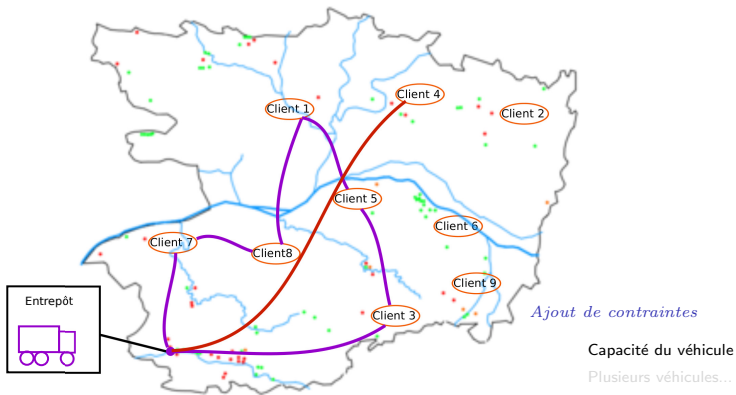 Client 4
Client 1
Client 2
Client 5
Client 6
Client 7
Client8
Client 9
Entrepôt
Client 3
Ajout de contraintes
Capacité du véhicule
Plusieurs véhicules...